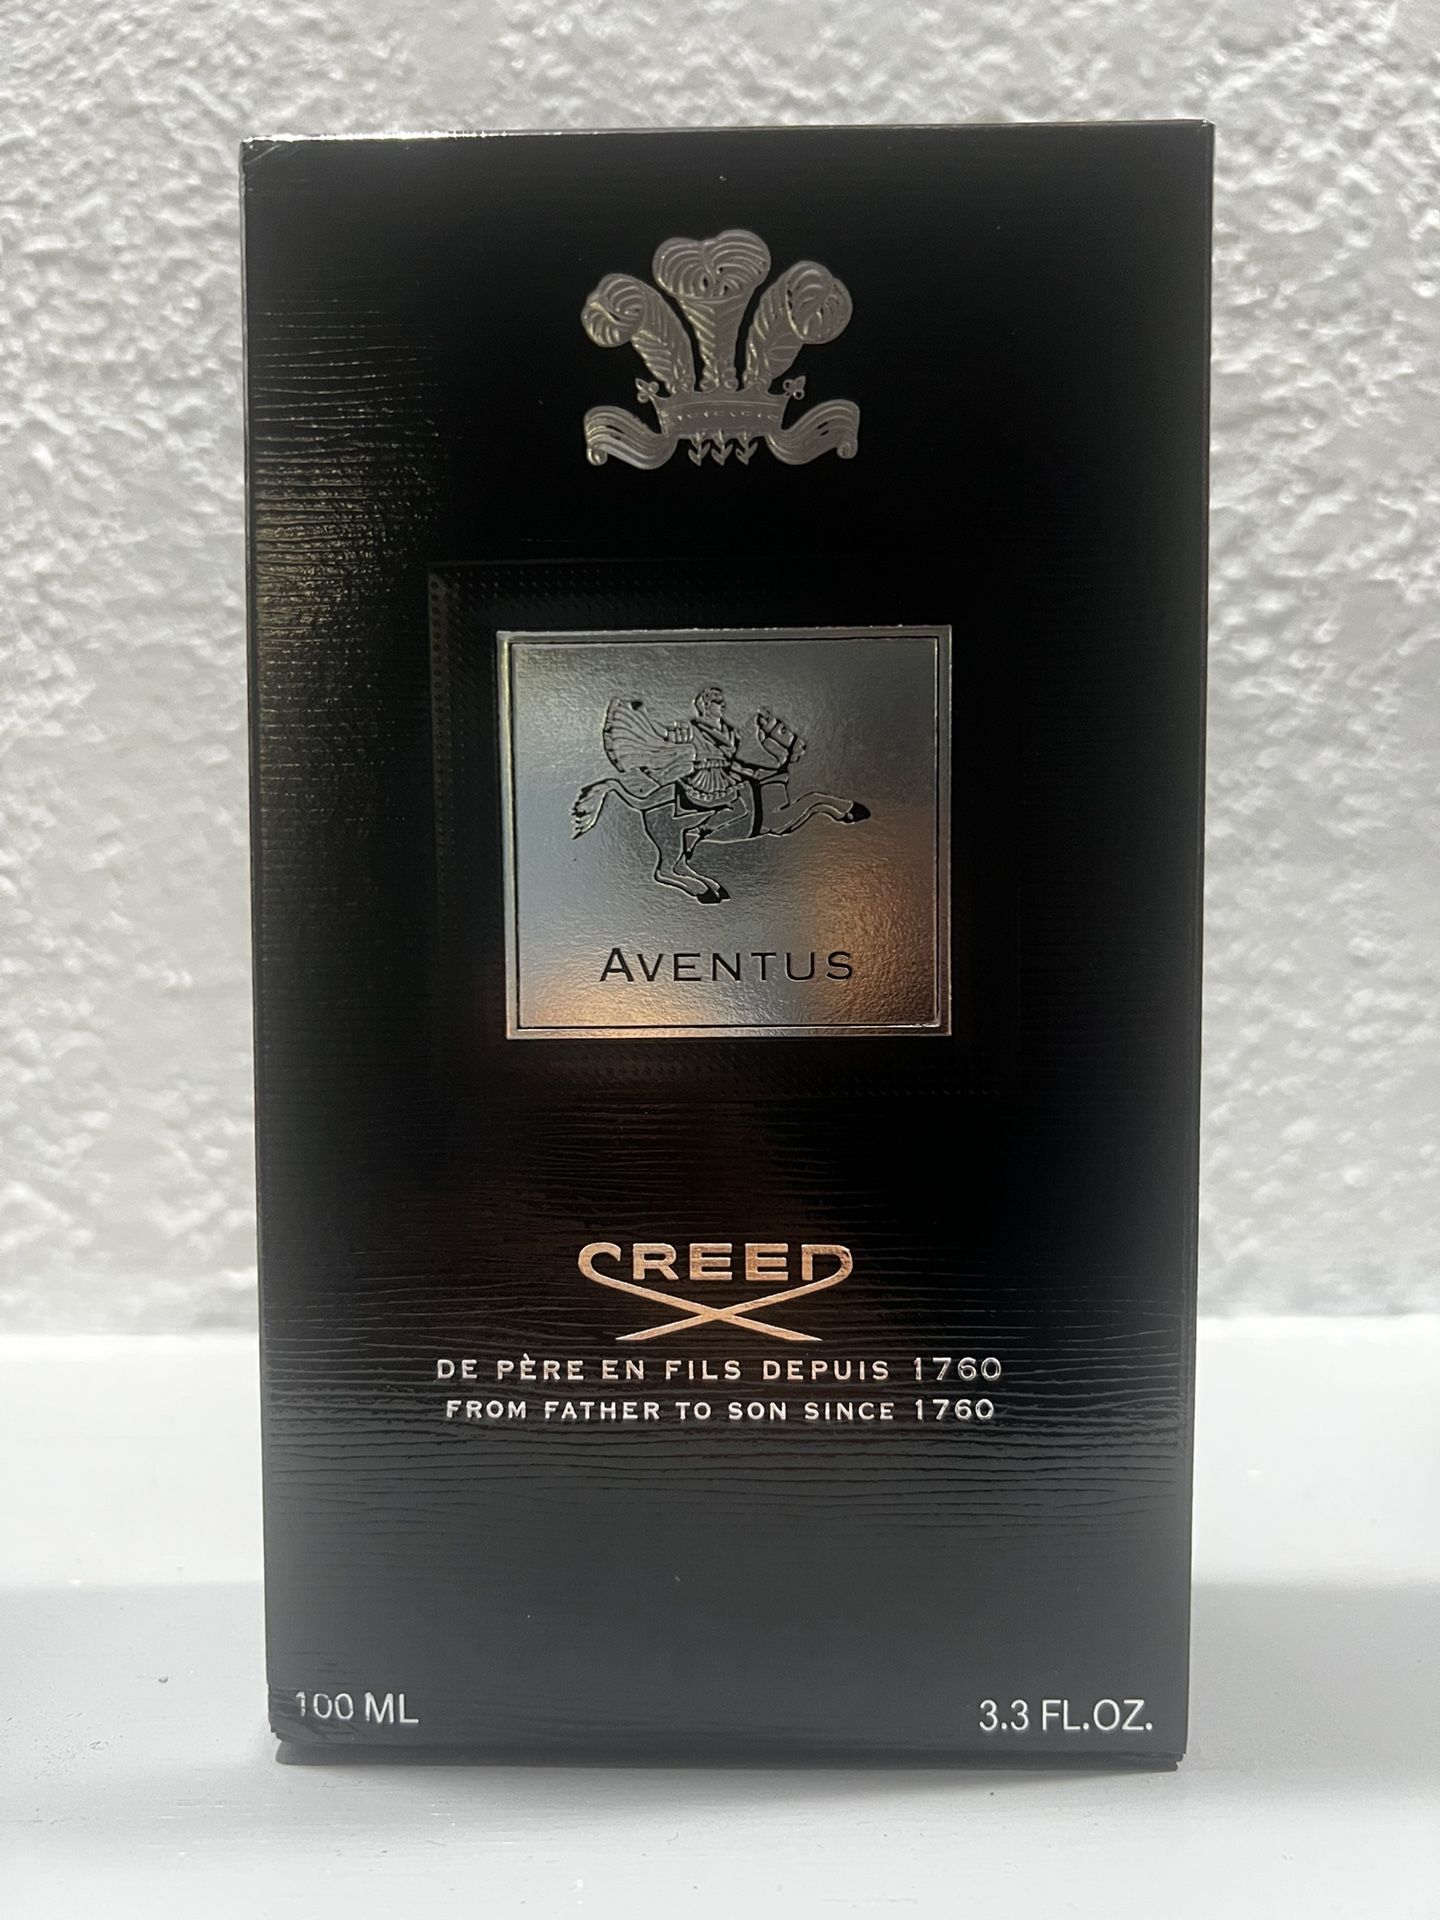 AVENTUS
CREED
DE PÈRE EN FILS DEPUIS 1760
FROM FATHER TO SON SINCE 1760
100 ML
3.3 FL.OZ.